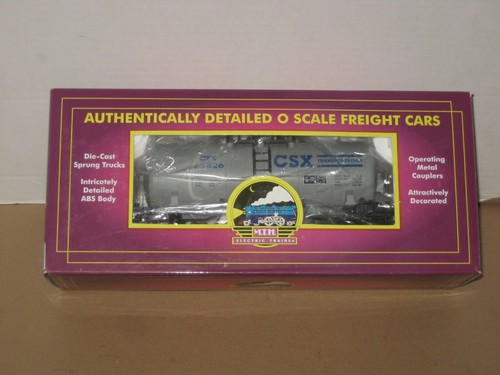 AUTHENTICALLY DETAILED O SCALE FREIGHT CARS
Die-Cast
Sprung Trucks
Intricately
Detailed
ABS Body
CSX
Operating
Metal
Couplers
Attractively
Decorated
M.T.H.
ELECTRIC TRAINS